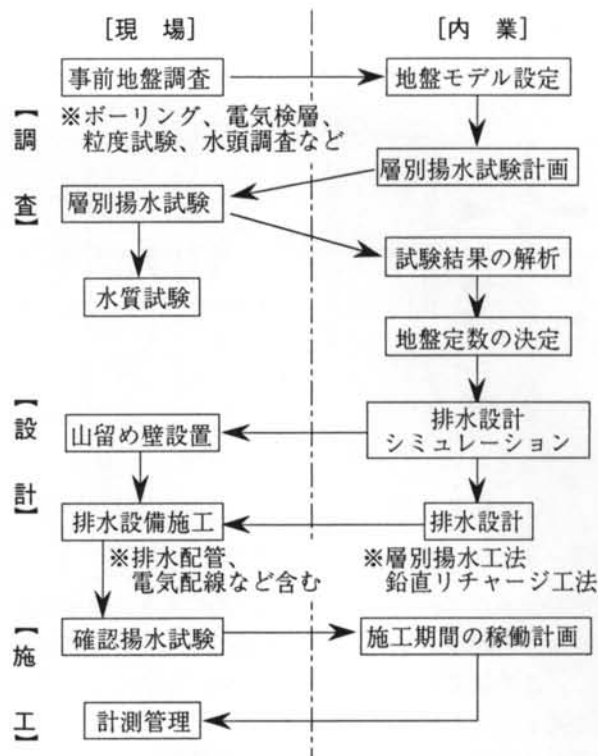 [現 場]
[内 業]
事前地盤調査
地盤モデル設定
※ボーリング、電気検層、
粒度試験、水頭調査など
【調査】
層別揚水試験計画
層別揚水試験
試験結果の解析
水質試験
地盤定数の決定
【設計】
排水設計
シミュレーション
山留め壁設置
排水設備施工
排水設計
※排水配管、
電気配線など含む
※層別揚水工法
鉛直リチャージ工法
【施工】
確認揚水試験
施工期間の稼働計画
計測管理